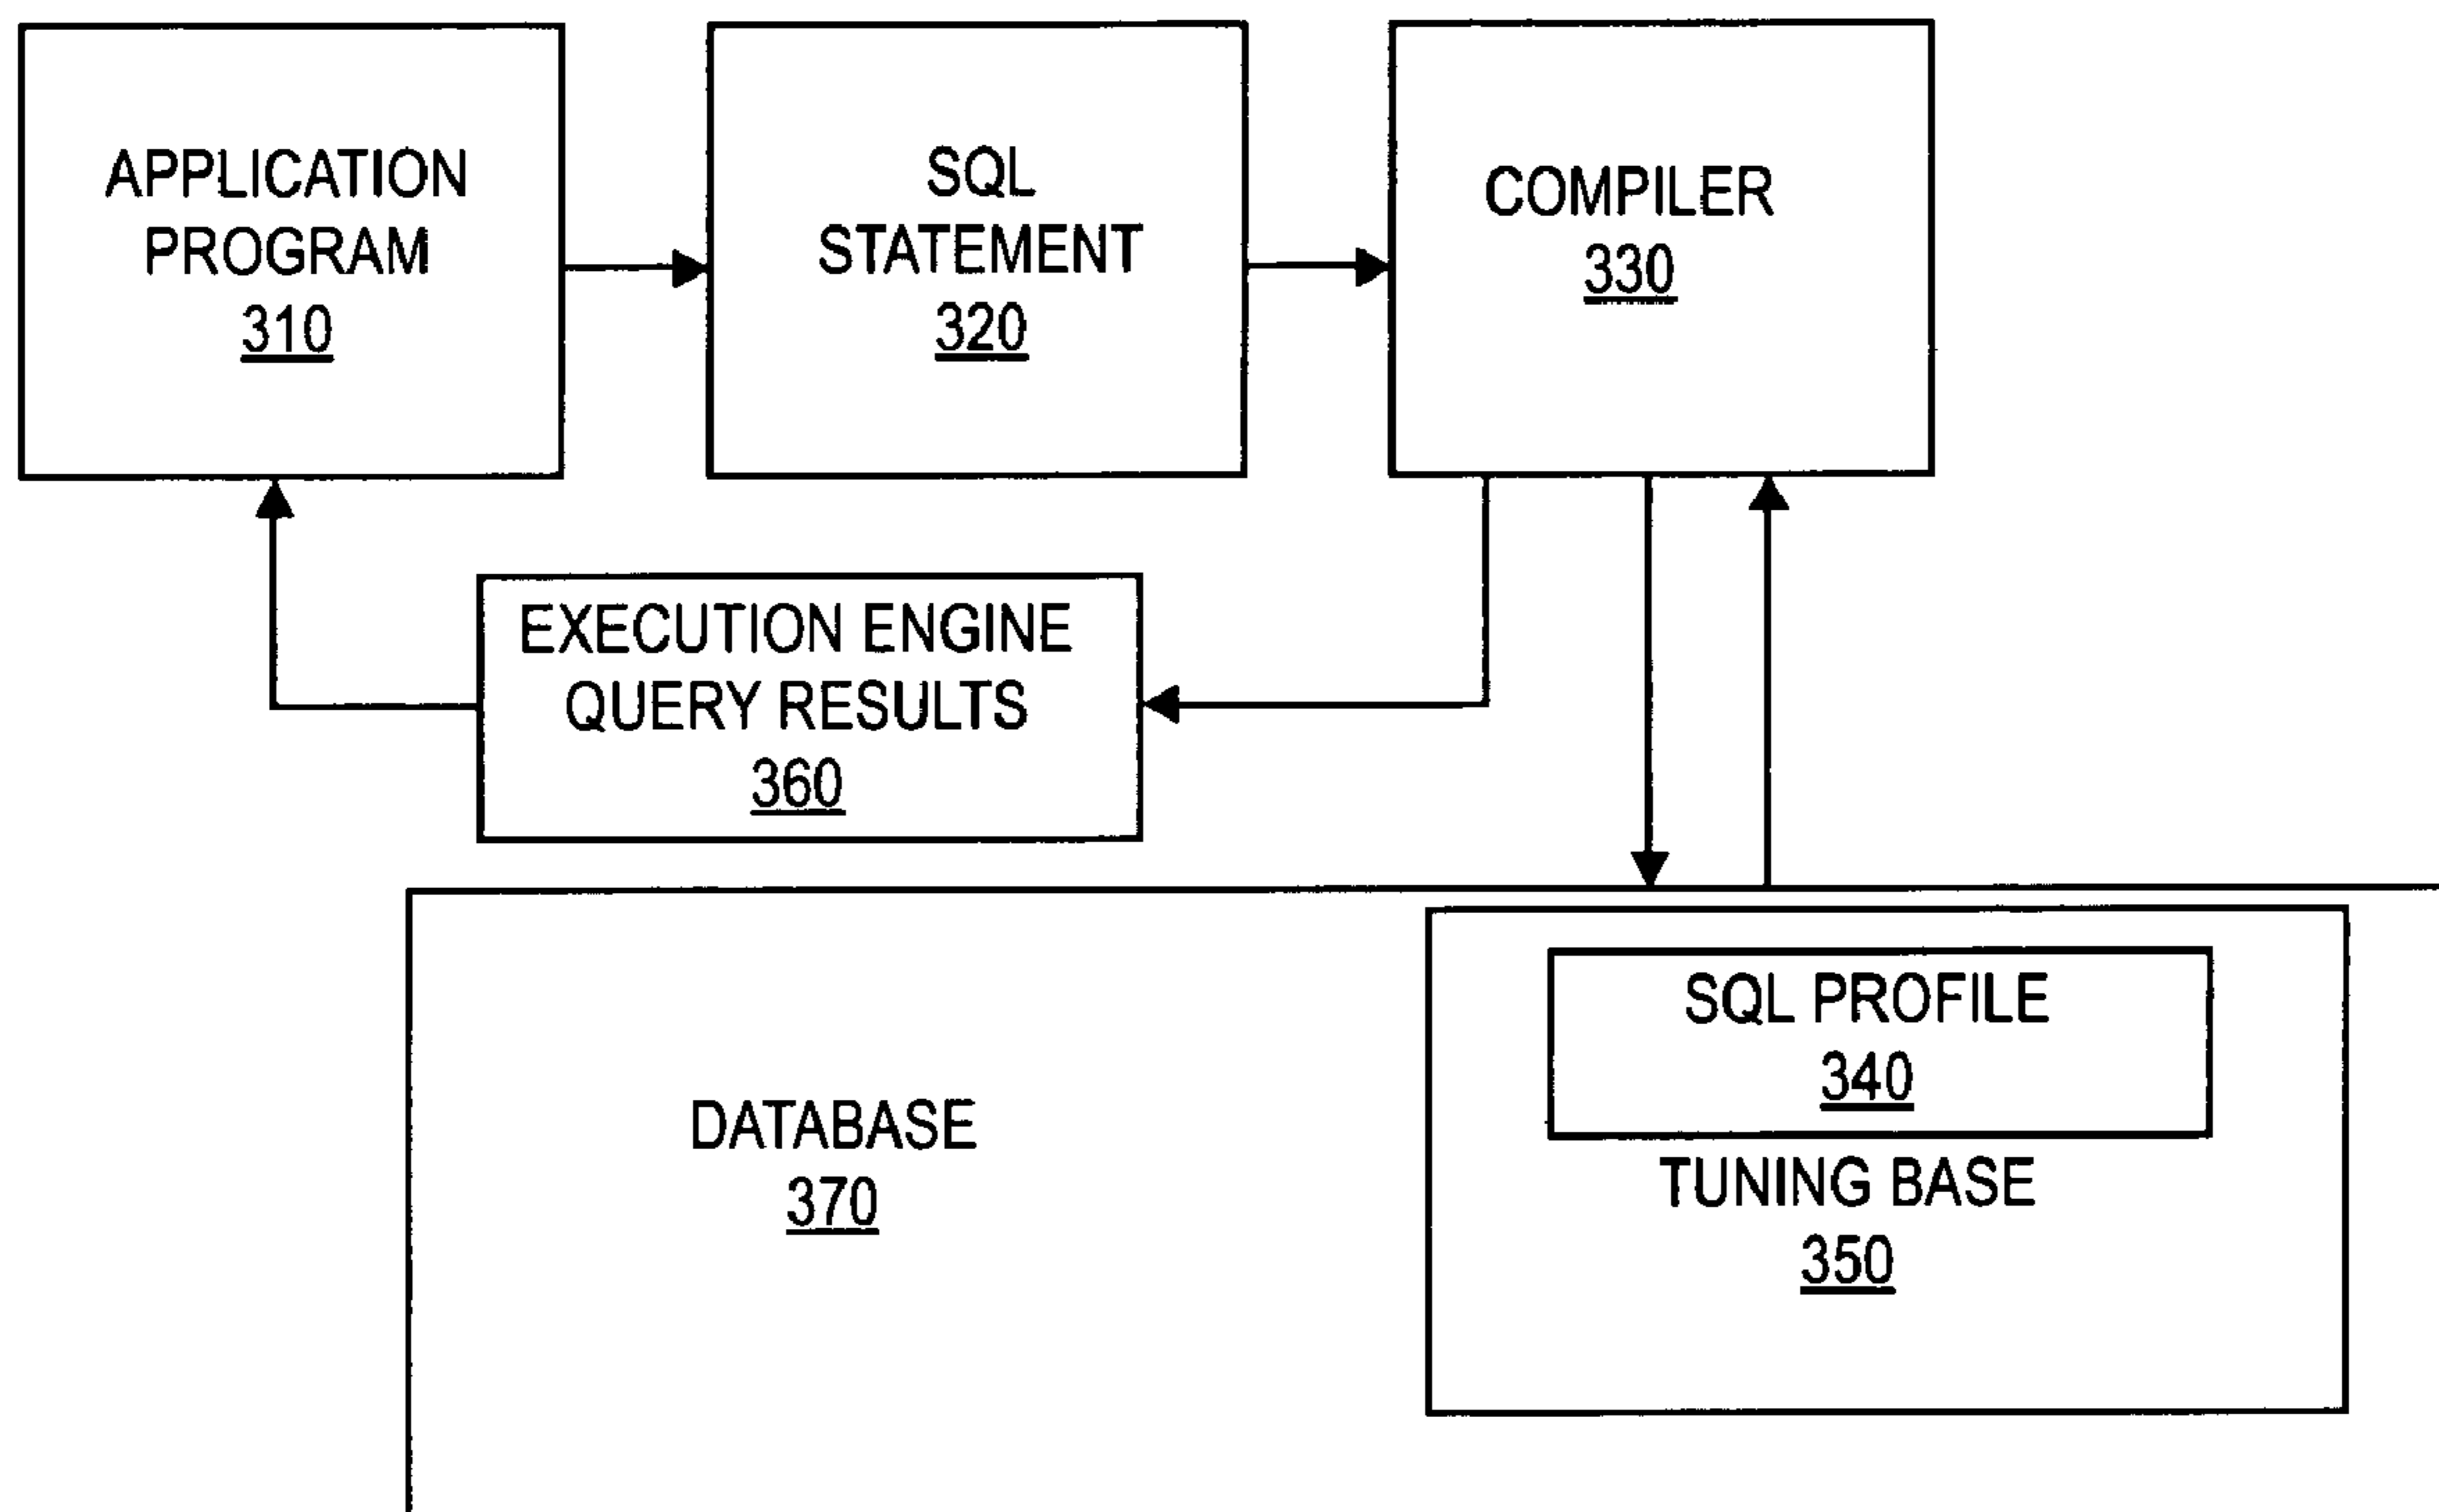 APPLICATION
PROGRAM
310
SQL
STATEMENT
320
COMPILER
330
EXECUTION ENGINE
QUERY RESULTS
360
SQL PROFILE
340
TUNING BASE
350
DATABASE
370